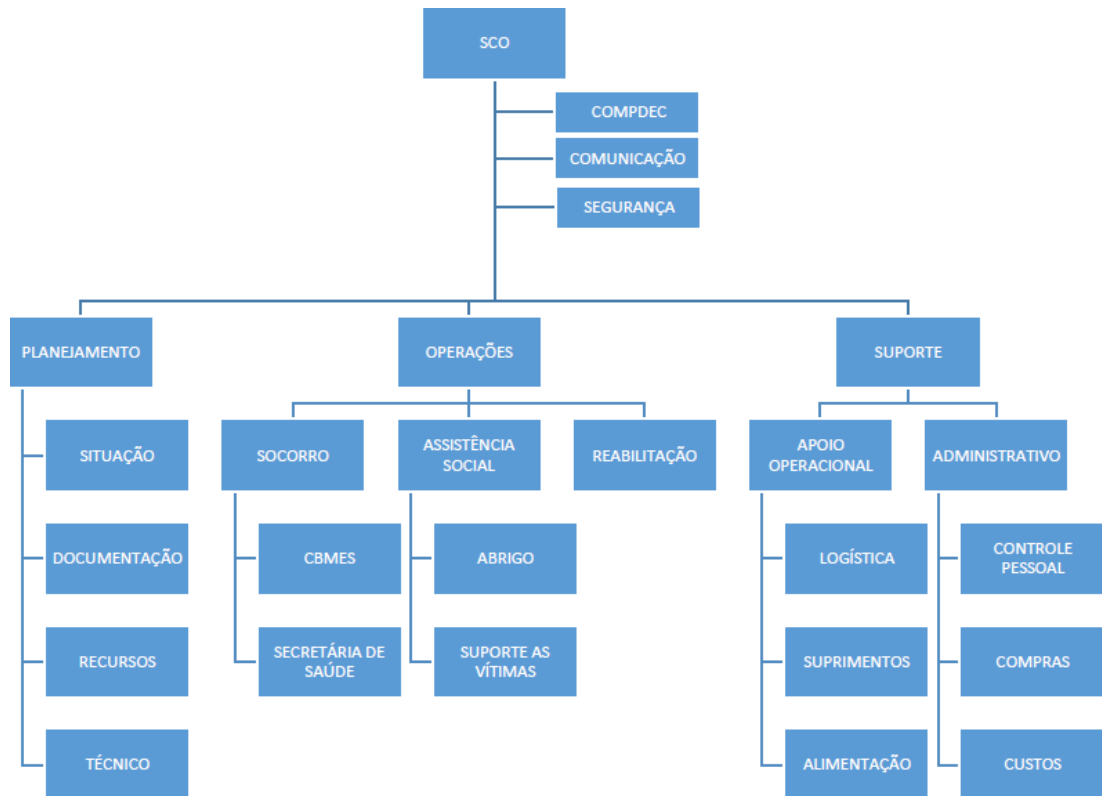 SCO
COMPDEC
COMUNICAÇÃO
SEGURANÇA
PLANEJAMENTO
OPERAÇÕES
SUPORTE
SITUAÇÃO
SOCORRO
ASSISTÊNCIA
SOCIAL
REABILITAÇÃO
APOIO
OPERACIONAL
ADMINISTRATIVO
DOCUMENTAÇÃO
CBMES
ABRIGO
LOGÍSTICA
CONTROLE
PESSOAL
RECURSOS
SECRETÁRIA DE
SAÚDE
SUPORTE AS
VÍTIMAS
SUPRIMENTOS
COMPRAS
TÉCNICO
ALIMENTAÇÃO
CUSTOS